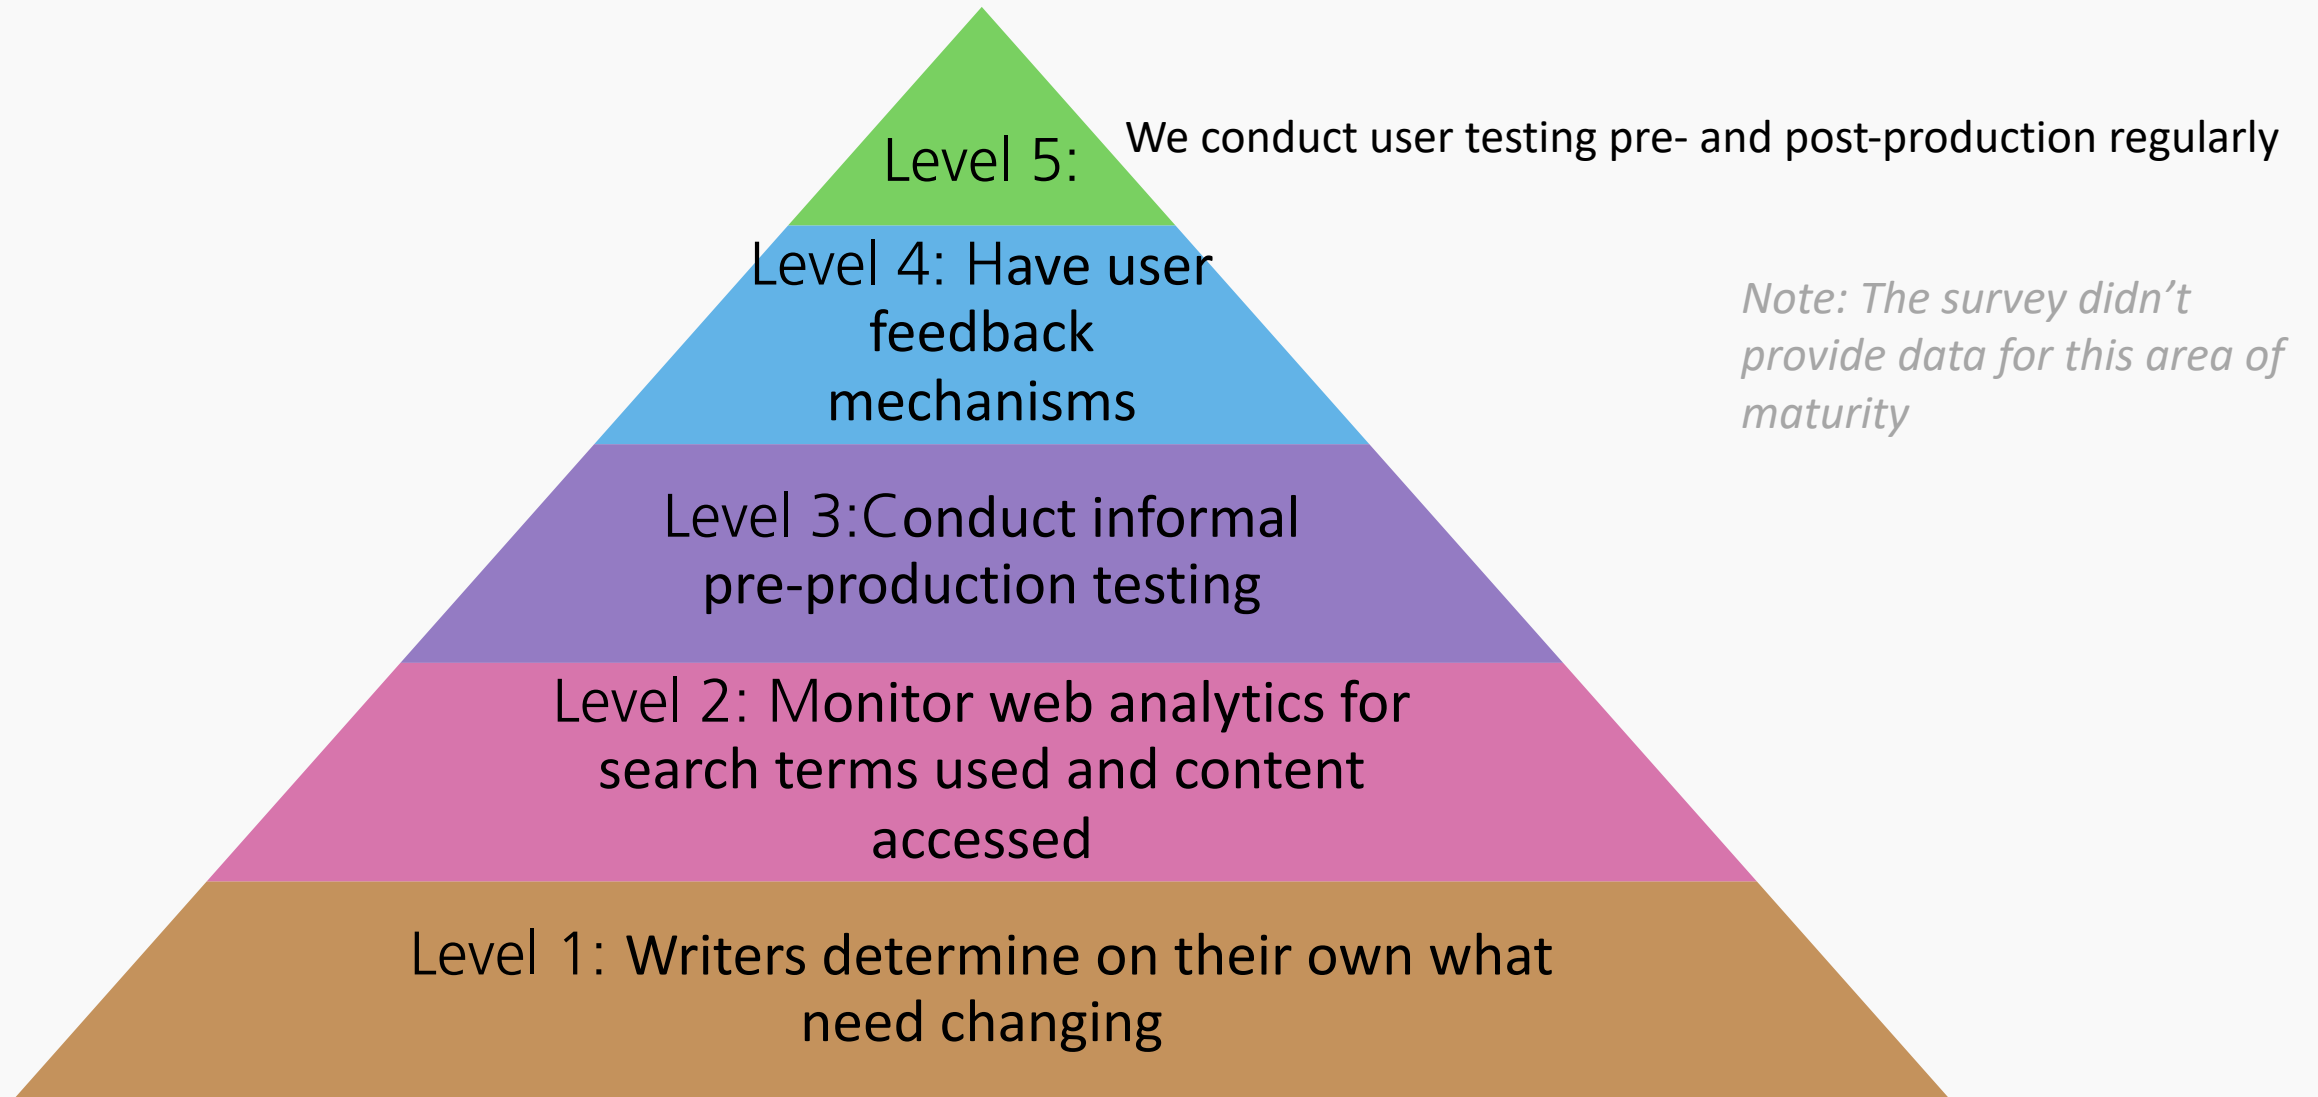 Level 5:
We conduct user testing pre- and post-production regularly
Level 4: Have user
feedback
mechanisms
Note: The survey didn’t
provide data for this area of
maturity
Level 3:Conduct informal
pre-production testing
Level 2: Monitor web analytics for
search terms used and content
accessed
Level 1: Writers determine on their own what
need changing